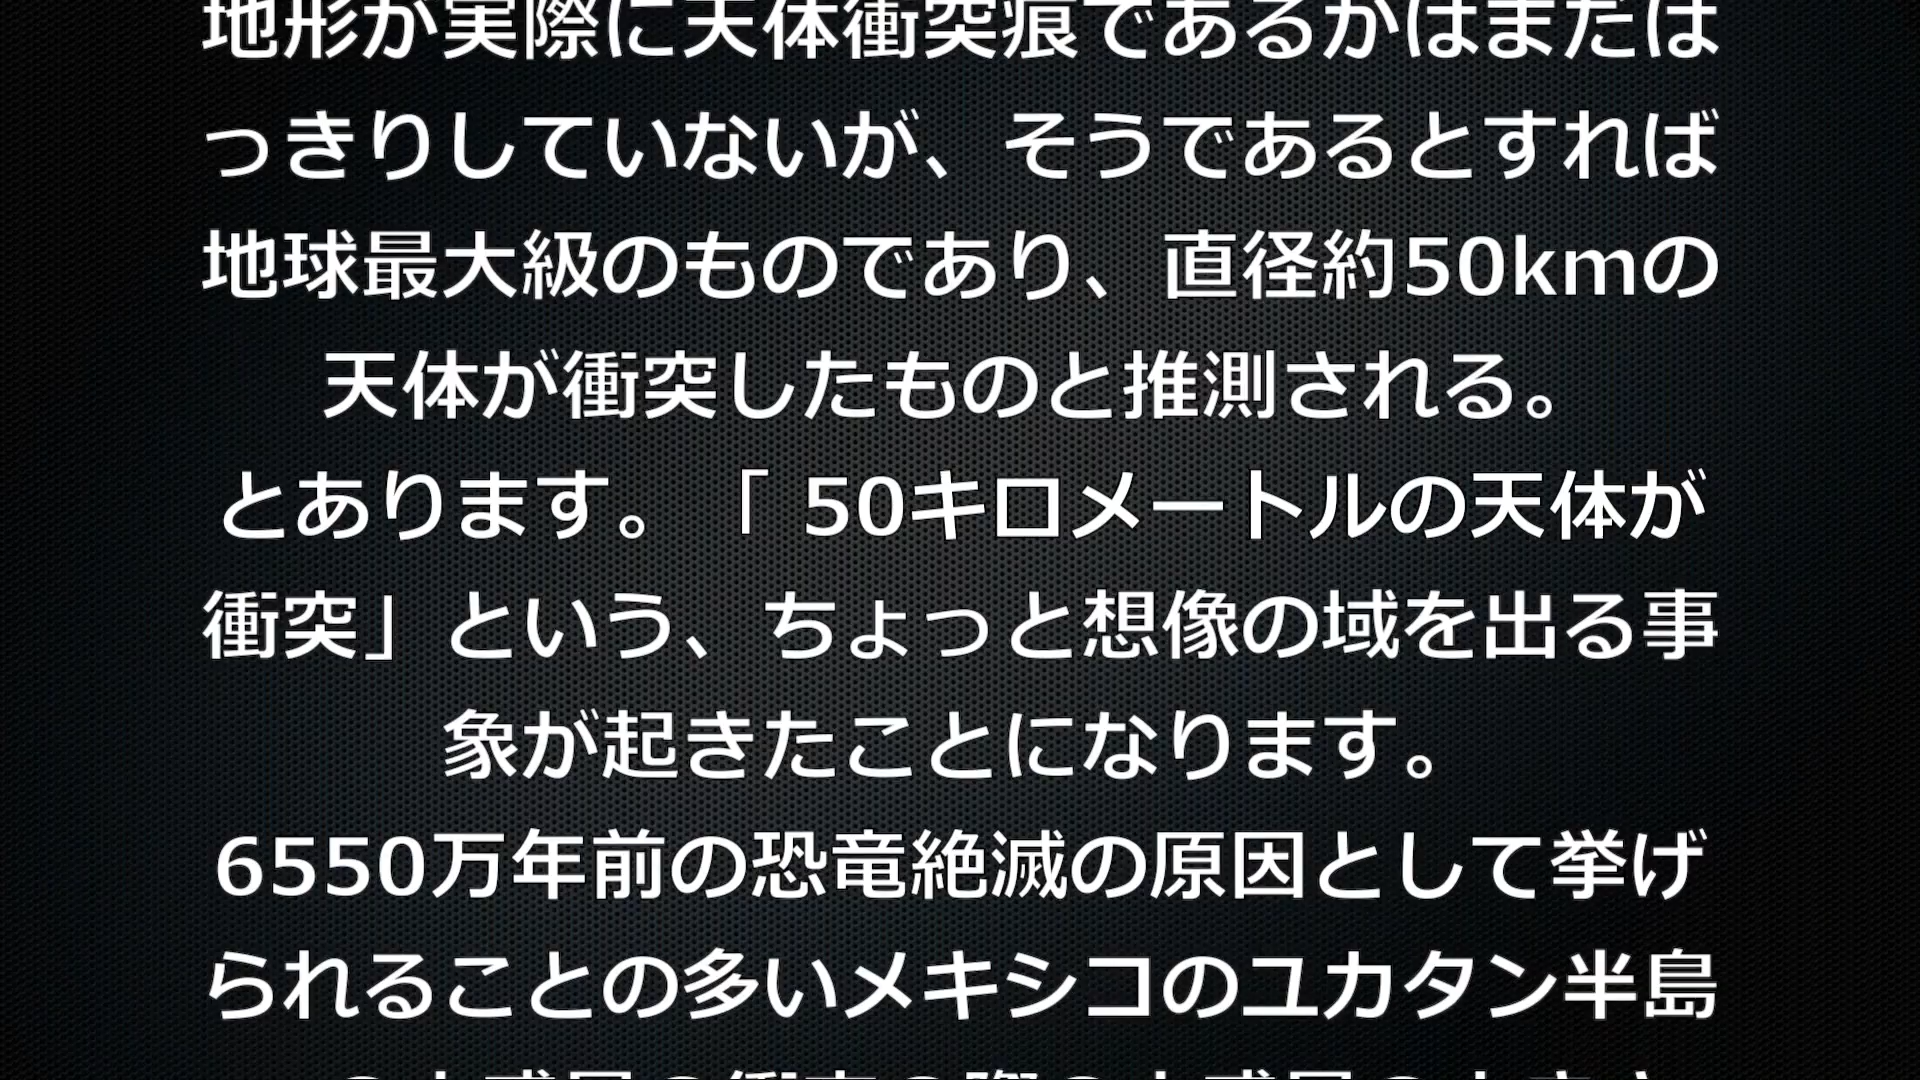 地形が実際に天体衝突痕であるかはまだは
っきりしていないが、そうであるとすれば
地球最大級のものであり、直径約50kmの
天体が衝突したものと推測される。
とあります。「 50キロメートルの天体が
衝突」という、ちょっと想像の域を出る事
象が起きたことになります。
6550万年前の恐竜絶滅の原因として挙げ
られることの多いメキシコのユカタン半島